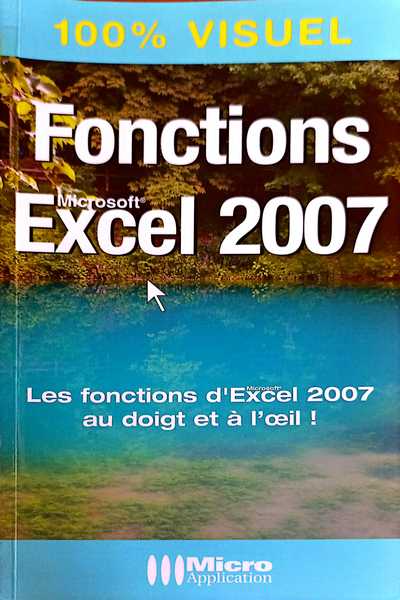 100% VISUEL
Fonctions
Microsoft®
Excel 2007
Les fonctions d'Microsoft®Excel 2007
au doigt et à l'œil !
Micro
Application